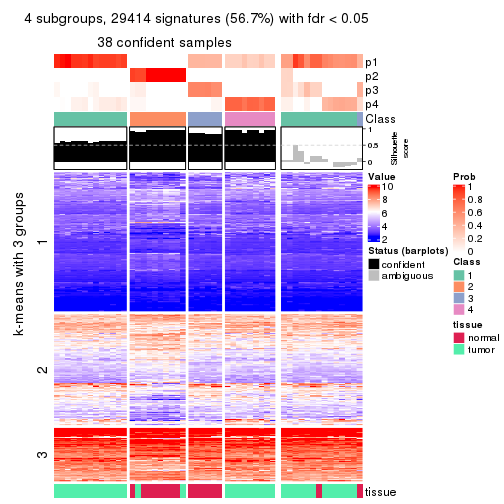 4 subgroups, 29414 signatures (56.7%) with fdr < 0.05
38 confident samples
p1
p2
p3
p4
Class
1
0.5
0
Silhouette
score
k-means with 3 groups
1
2
3
tissue
Value
10
8
6
4
2
Status (barplots)
confident
ambiguous
Prob
1
0.8
0.6
0.4
0.2
0
Class
1
2
3
4
tissue
normal
tumor